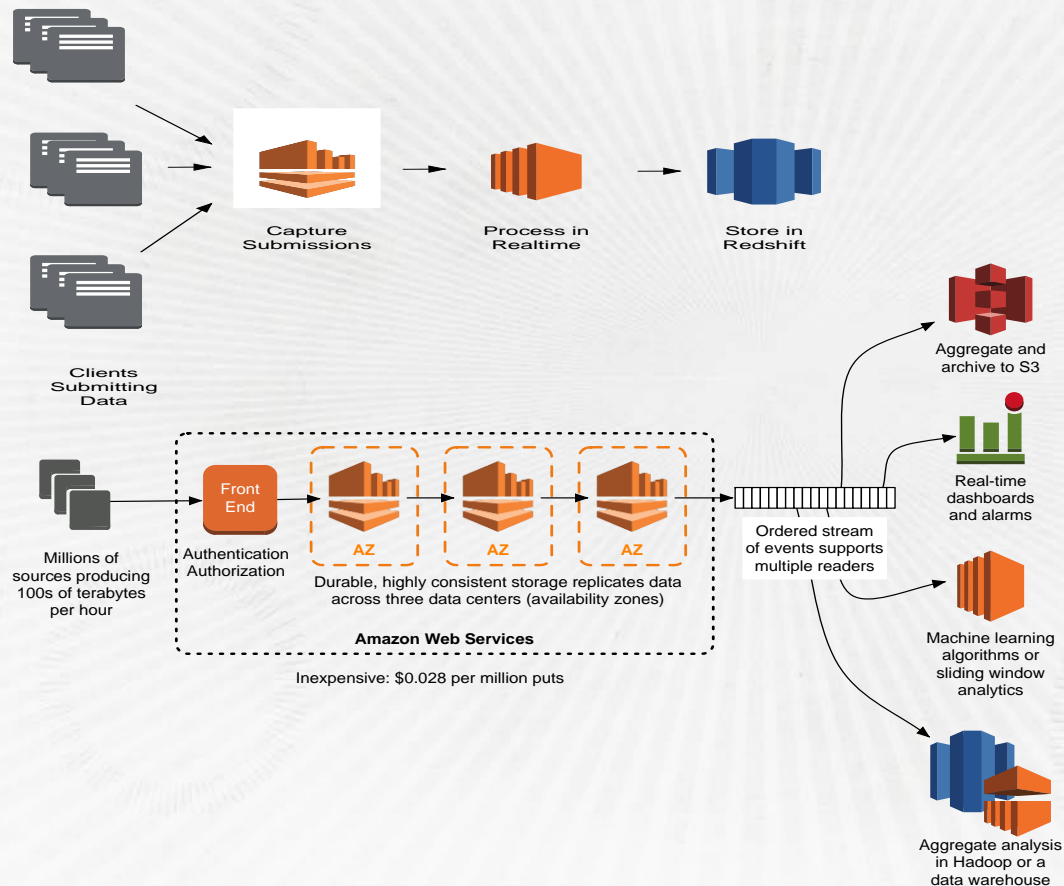 Capture
Submissions
Process in
Realtime
Store in
Redshift
Clients
Submitting
Data
Aggregate and
archive to S3
Real-time
dashboards
and alarms
Front
End
Authentication
Authorization
AZ
AZ
AZ
Durable, highly consistent storage replicates data
across three data centers (availability zones)
Amazon Web Services
Inexpensive: $0.028 per million puts
Millions of
sources producing
100s of terabytes
per hour
Ordered stream
of events supports
multiple readers
Machine learning
algorithms or
sliding window
analytics
Aggregate analysis
in Hadoop or a
data warehouse